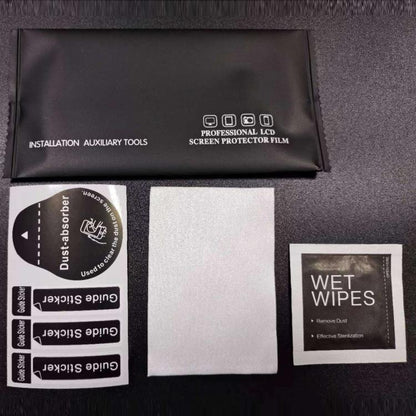 INSTALLATION AUXILIARY TOOLS
PROFESSIONAL LCD
SCREEN PROTECTOR FILM
Dust-absorber
Used to clear the dust on the screen.
Guide Sticker
Guide Sticker
Guide Sticker
Guide Sticker
Guide Sticker
Guide Sticker
WET
WIPES
Remove Dust
Effective Sterilization